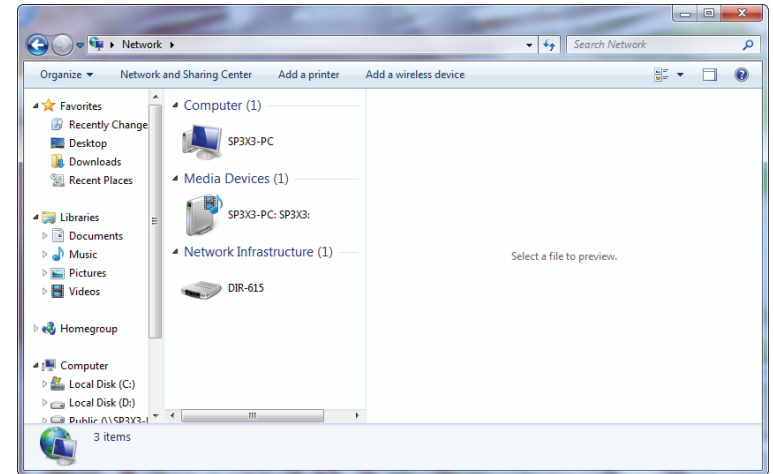 Network
Search Network
Organize
Network and Sharing Center
Add a printer
Add a wireless device
Favorites
Recently Change
Desktop
Downloads
Recent Places
Libraries
Documents
Music
Pictures
Videos
Homegroup
Computer
Local Disk (C:)
Local Disk (D:)
Computer (1)
SP3X3-PC
Media Devices (1)
SP3X3-PC: SP3X3:
Network Infrastructure (1)
DIR-615
Select a file to preview.
3 items